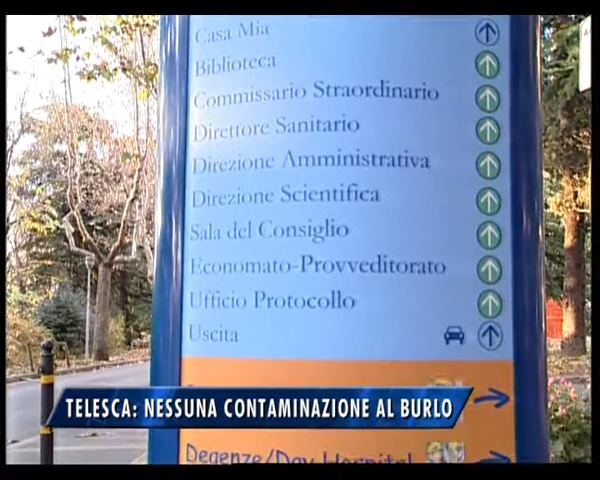 Casa Mia
Biblioteca
Commissario Straordinario
Direttore Sanitario
Direzione Amministrativa
Direzione Scientifica
Sala del Consiglio
Economato-Provveditorato
Ufficio Protocollo
Uscita
TELESCA: NESSUNA CONTAMINAZIONE AL BURLO
Degenze/Day Hospital